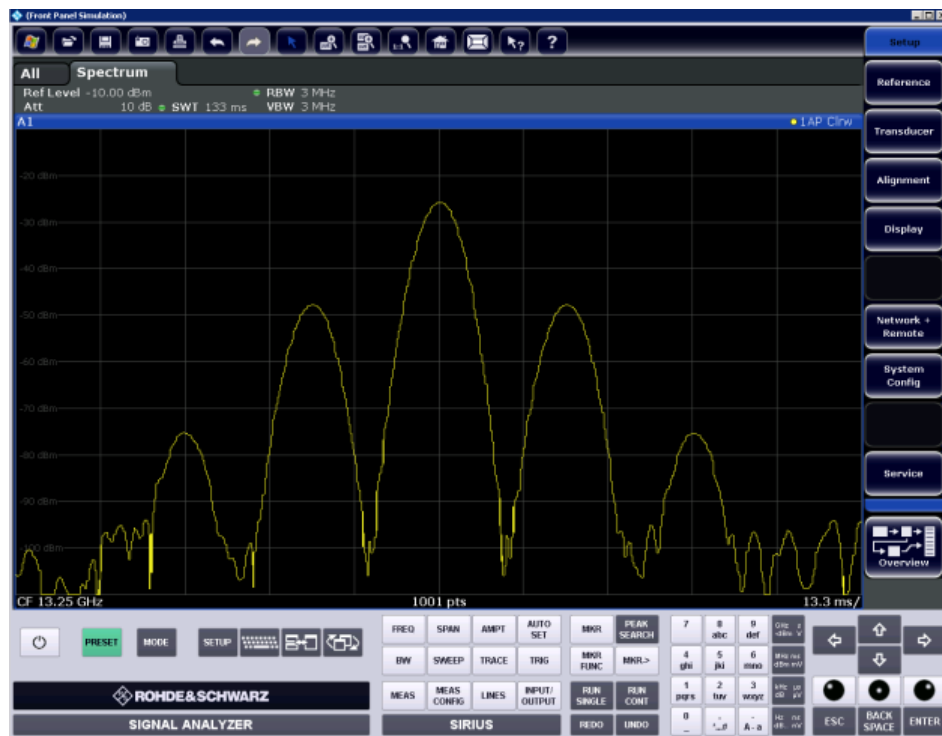 (Front Panel Simulation)
Setup
All Spectrum
Ref Level -10.00 dBm RBW 3 MHz
Att 10 dB SWT 133 ms VBW 3 MHz
A1 1AP Clrw
Reference
Transducer
Alignment
Display
Network +
Remote
System
Config
Service
Overview
-20 dBm
-30 dBm
-40 dBm
-50 dBm
-60 dBm
-70 dBm
-80 dBm
-90 dBm
-100 dBm
CF 13.25 GHz 1001 pts 13.3 ms/
PRESET MODE SETUP
FREQ SPAN AMPT AUTO SET MKR PEAK SEARCH
BW SWEEP TRACE TRIG MKR FUNC MKR->
MEAS MEAS CONFIG LINES INPUT/ OUTPUT RUN SINGLE RUN CONT
REDO UNDO
7 8 abc 9 def
4 ghi 5 jkl 6 mno
1 pqrs 2 tuv 3 wxyz
0 _ . - A-a
ESC BACK SPACE ENTER
ROHDE&SCHWARZ
SIGNAL ANALYZER SIRIUS